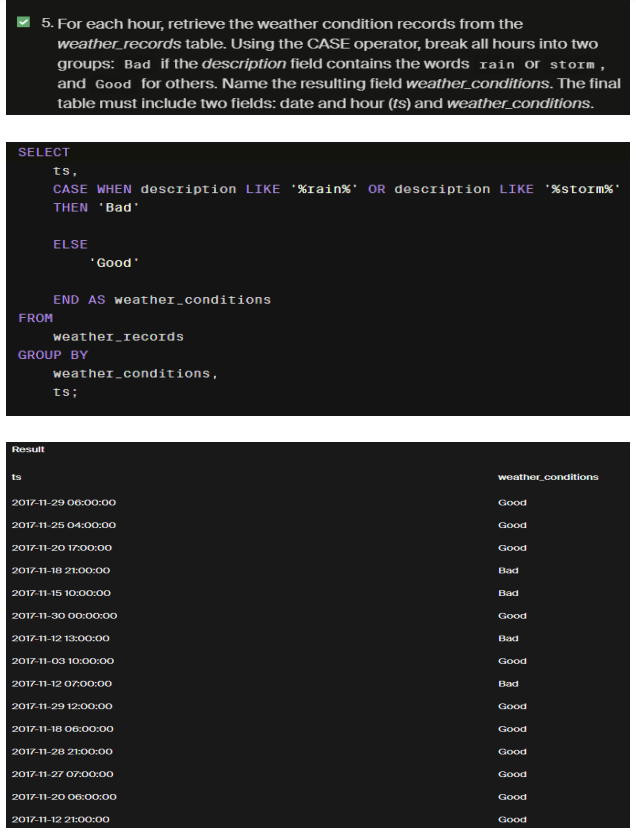 5. For each hour, retrieve the weather condition records from the
weather_records table. Using the CASE operator, break all hours into two
groups: Bad if the description field contains the words rain or storm,
and Good for others. Name the resulting field weather_conditions. The final
table must include two fields: date and hour (ts) and weather_conditions.
SELECT
ts,
CASE WHEN description LIKE '%rain%' OR description LIKE '%storm%'
THEN 'Bad'
ELSE
'Good'
END AS weather_conditions
FROM
weather_records
GROUP BY
weather_conditions,
ts;
Result
ts weather_conditions
2017-11-29 06:00:00 Good
2017-11-25 04:00:00 Good
2017-11-20 17:00:00 Good
2017-11-18 21:00:00 Bad
2017-11-15 10:00:00 Bad
2017-11-30 00:00:00 Good
2017-11-12 13:00:00 Bad
2017-11-03 10:00:00 Good
2017-11-12 07:00:00 Bad
2017-11-29 12:00:00 Good
2017-11-18 06:00:00 Good
2017-11-28 21:00:00 Good
2017-11-27 07:00:00 Good
2017-11-20 06:00:00 Good
2017-11-12 21:00:00 Good